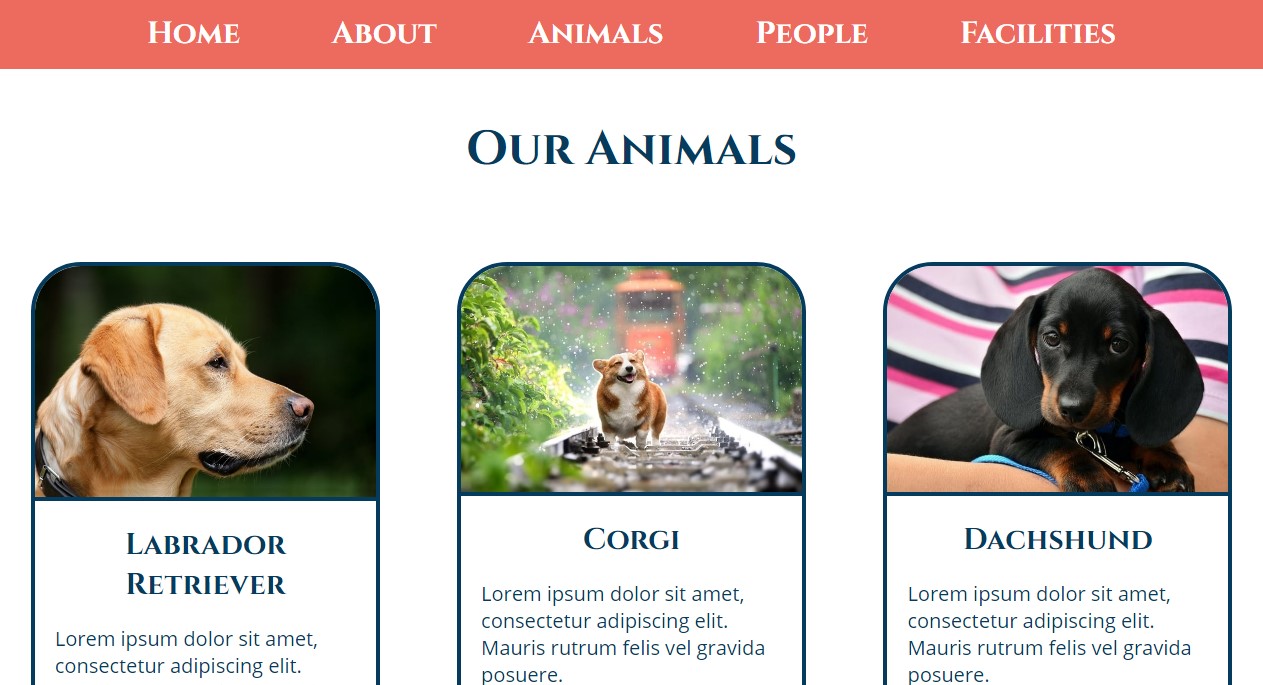 Home About Animals People Facilities
Our Animals
Labrador
Retriever
Lorem ipsum dolor sit amet,
consectetur adipiscing elit.
Corgi
Lorem ipsum dolor sit amet,
consectetur adipiscing elit.
Mauris rutrum felis vel gravida
posuere.
Dachshund
Lorem ipsum dolor sit amet,
consectetur adipiscing elit.
Mauris rutrum felis vel gravida
posuere.